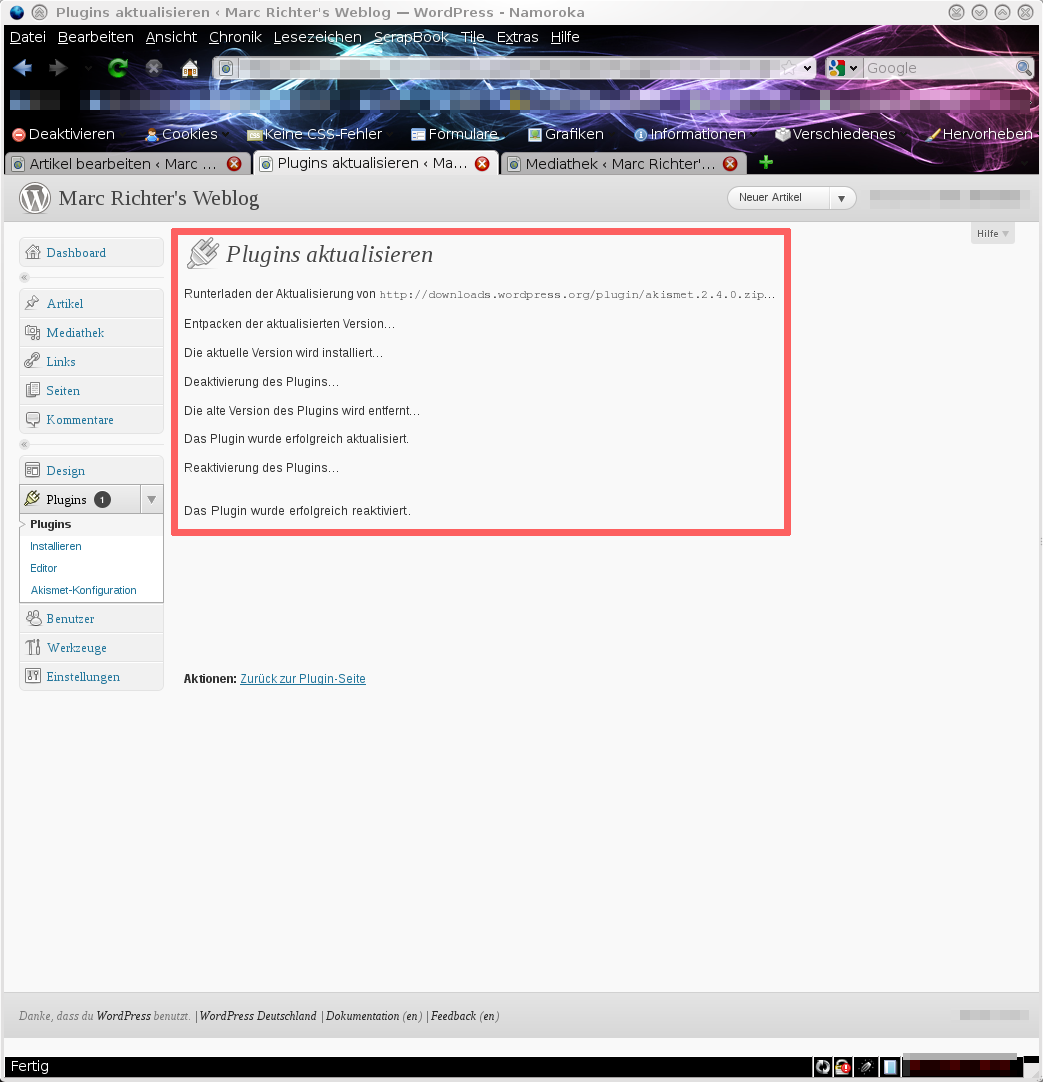 Plugins aktualisieren ‹ Marc Richter's Weblog — WordPress - Namoroka
Datei Bearbeiten Ansicht Chronik Lesezeichen ScrapBook Tile Extras Hilfe
Google
Deaktivieren Cookies Keine CSS-Fehler Formulare Grafiken Informationen Verschiedenes Hervorheben
Artikel bearbeiten ‹ Marc ... Plugins aktualisieren ‹ Ma... Mediathek ‹ Marc Richter'...
Marc Richter's Weblog
Neuer Artikel
Hilfe
Dashboard
Artikel
Mediathek
Links
Seiten
Kommentare
Design
Plugins 1
Plugins
Installieren
Editor
Akismet-Konfiguration
Benutzer
Werkzeuge
Einstellungen
Plugins aktualisieren
Runterladen der Aktualisierung von http://downloads.wordpress.org/plugin/akismet.2.4.0.zip…
Entpacken der aktualisierten Version…
Die aktuelle Version wird installiert…
Deaktivierung des Plugins…
Die alte Version des Plugins wird entfernt…
Das Plugin wurde erfolgreich aktualisiert.
Reaktivierung des Plugins…
Das Plugin wurde erfolgreich reaktiviert.
Aktionen: Zurück zur Plugin-Seite
Danke, dass du WordPress benutzt. | WordPress Deutschland | Dokumentation (en) | Feedback (en)
Fertig